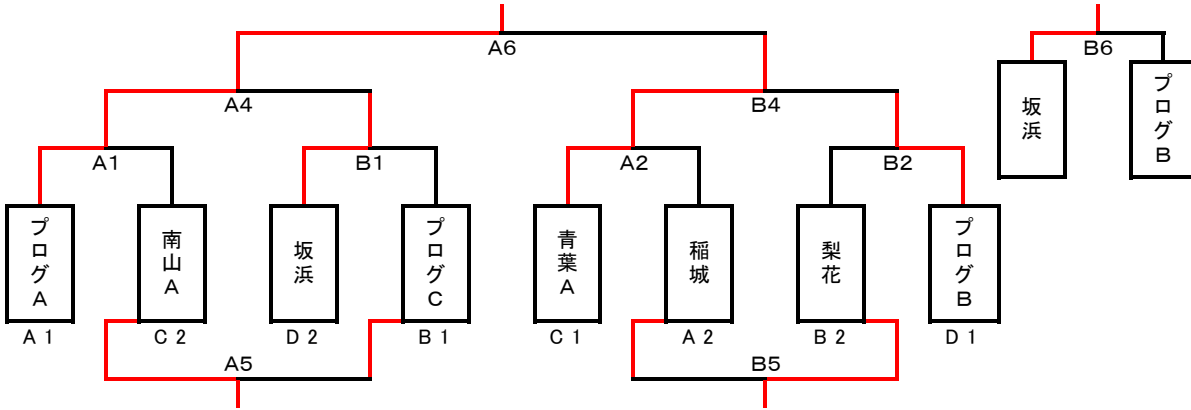 A6
B6
坂浜
プログB
A4
B4
A1
B1
A2
B2
プログA
南山A
坂浜
プログC
青葉A
稲城
梨花
プログB
A 1
C 2
D 2
B 1
C 1
A 2
B 2
D 1
A5
B5